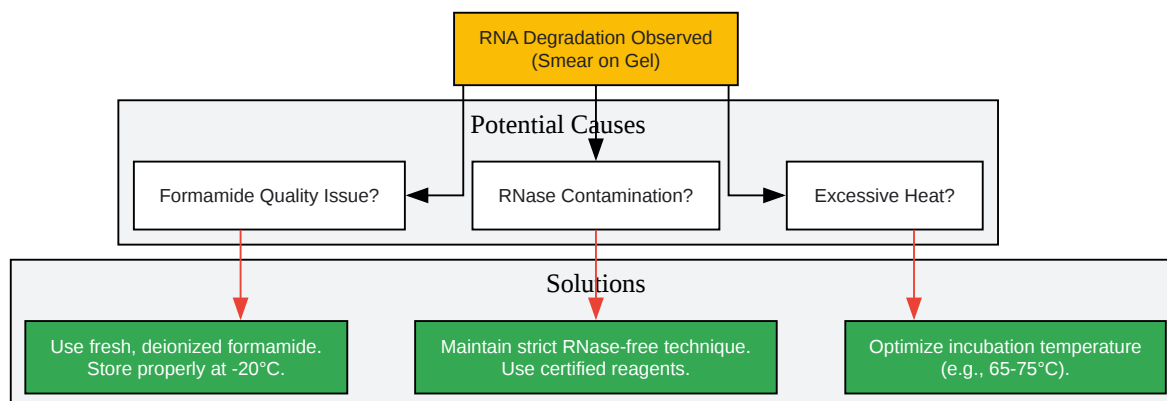 RNA Degradation Observed
(Smear on Gel)
Potential Causes
Formamide Quality Issue?
RNase Contamination?
Excessive Heat?
Solutions
Use fresh, deionized formamide.
Store properly at -20°C.
Maintain strict RNase-free technique.
Use certified reagents.
Optimize incubation temperature
(e.g., 65-75°C).